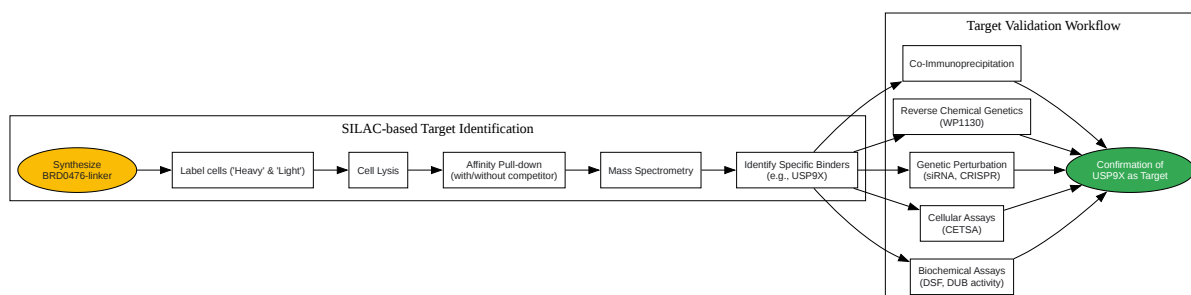 SILAC-based Target Identification
Synthesize
BRD0476-linker
Label cells ('Heavy' & 'Light')
Cell Lysis
Affinity Pull-down
(with/without competitor)
Mass Spectrometry
Identify Specific Binders
(e.g., USP9X)
Target Validation Workflow
Co-Immunoprecipitation
Reverse Chemical Genetics
(WP1130)
Genetic Perturbation
(siRNA, CRISPR)
Cellular Assays
(CETSA)
Biochemical Assays
(DSF, DUB activity)
Confirmation of
USP9X as Target